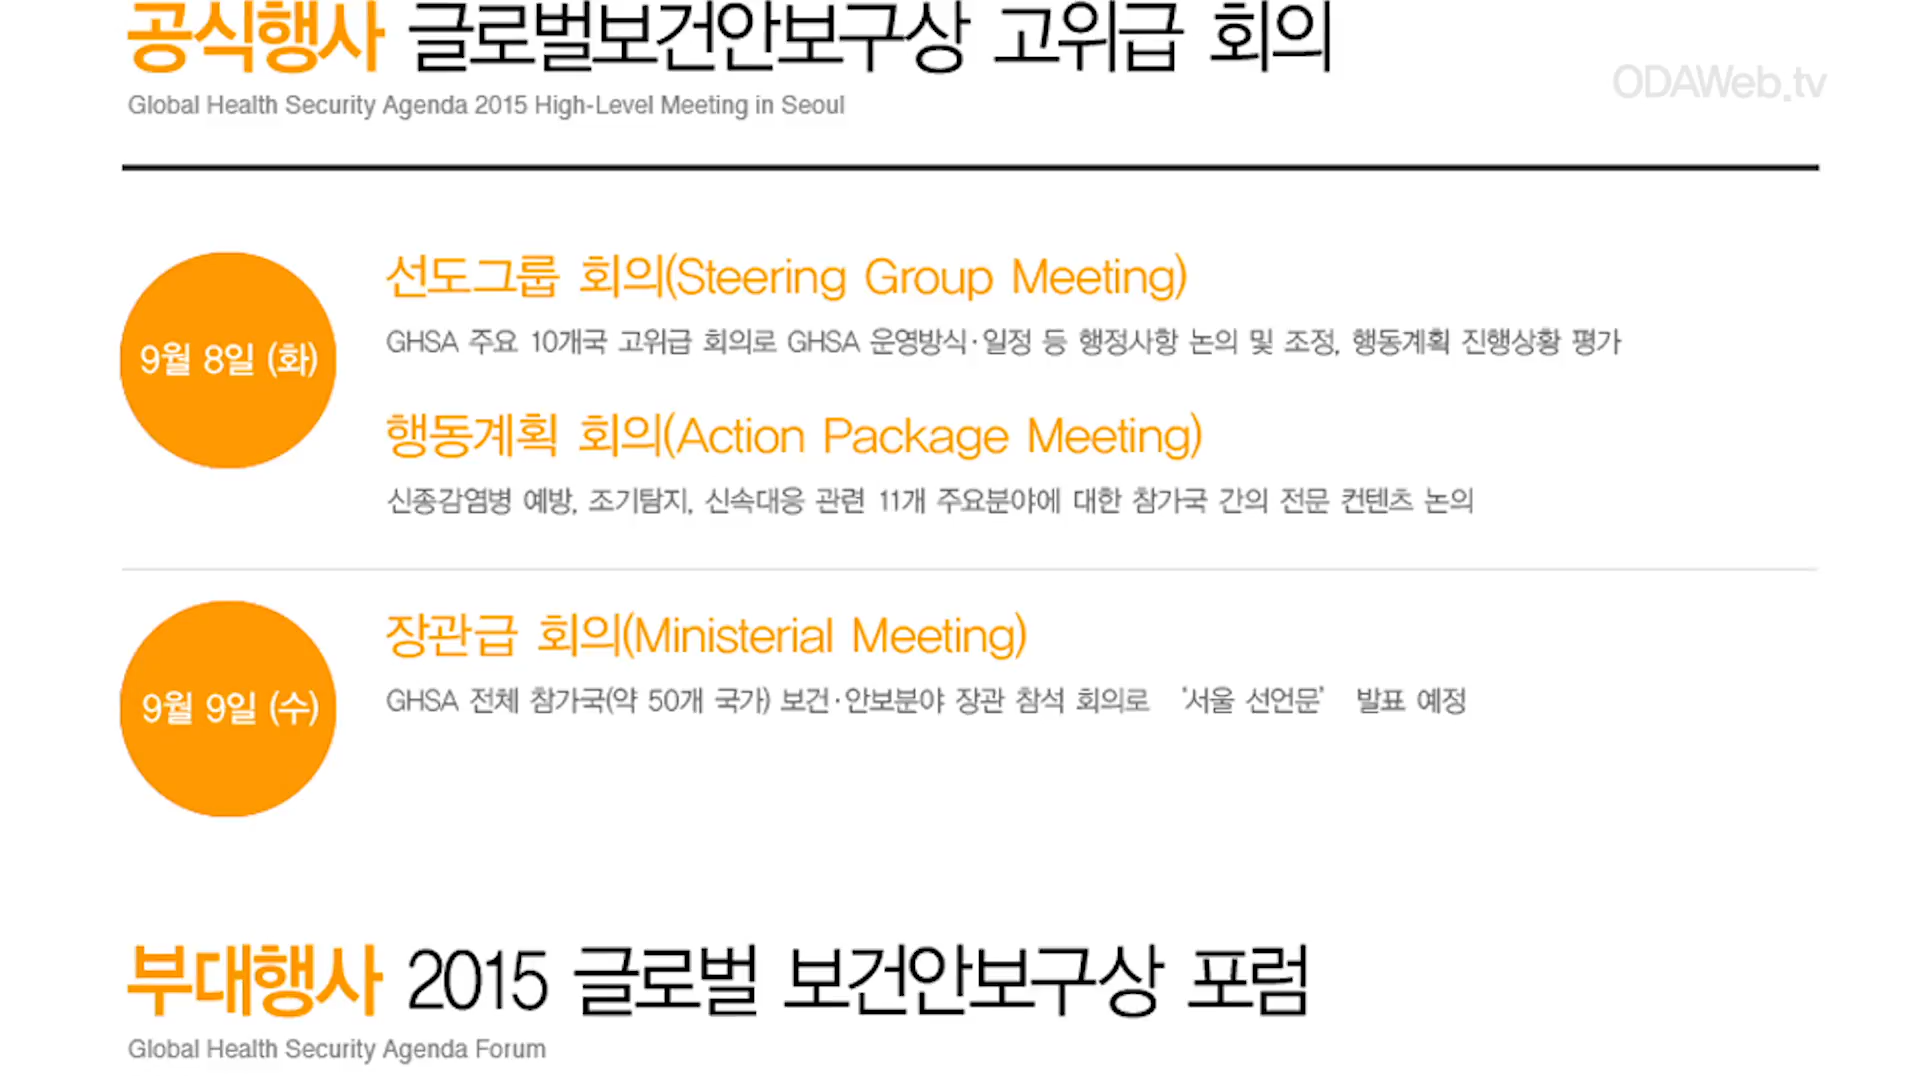 공식행사 글로벌보건안보구상 고위급 회의
Global Health Security Agenda 2015 High-Level Meeting in Seoul
ODAWeb.tv
9월 8일 (화)
선도그룹 회의(Steering Group Meeting)
GHSA 주요 10개국 고위급 회의로 GHSA 운영방식·일정 등 행정사항 논의 및 조정, 행동계획 진행상황 평가
행동계획 회의(Action Package Meeting)
신종감염병 예방, 조기탐지, 신속대응 관련 11개 주요분야에 대한 참가국 간의 전문 컨텐츠 논의
9월 9일 (수)
장관급 회의(Ministerial Meeting)
GHSA 전체 참가국(약 50개 국가) 보건·안보분야 장관 참석 회의로 '서울 선언문' 발표 예정
부대행사 2015 글로벌 보건안보구상 포럼
Global Health Security Agenda Forum